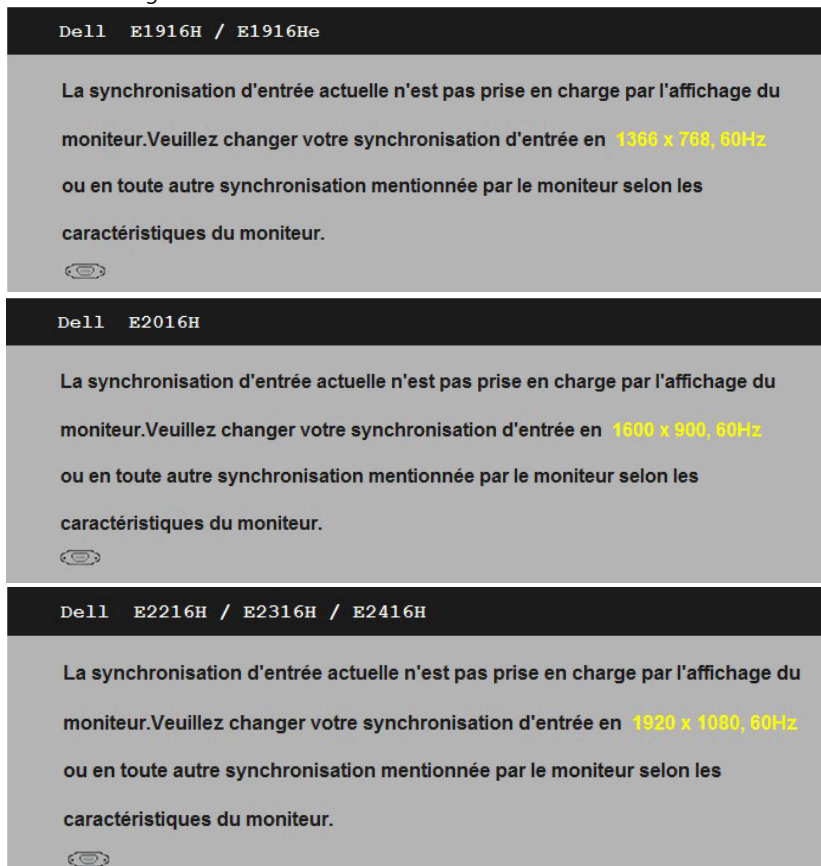 Dell E1916H / E1916He
La synchronisation d'entrée actuelle n'est pas prise en charge par l'affichage du
moniteur.Veuillez changer votre synchronisation d'entrée en 1366 x 768, 60Hz
ou en toute autre synchronisation mentionnée par le moniteur selon les
caractéristiques du moniteur.
Dell E2016H
La synchronisation d'entrée actuelle n'est pas prise en charge par l'affichage du
moniteur.Veuillez changer votre synchronisation d'entrée en 1600 x 900, 60Hz
ou en toute autre synchronisation mentionnée par le moniteur selon les
caractéristiques du moniteur.
Dell E2216H / E2316H / E2416H
La synchronisation d'entrée actuelle n'est pas prise en charge par l'affichage du
moniteur.Veuillez changer votre synchronisation d'entrée en 1920 x 1080, 60Hz
ou en toute autre synchronisation mentionnée par le moniteur selon les
caractéristiques du moniteur.